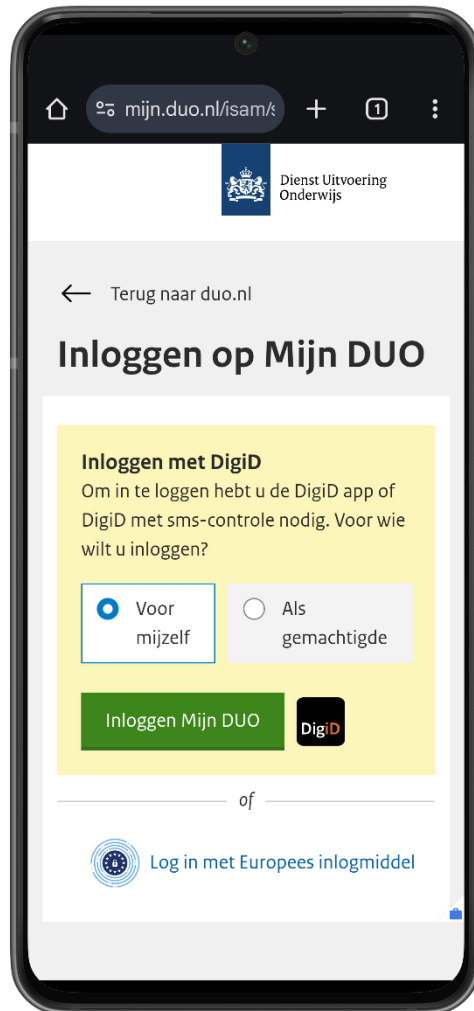 mijn.duo.nl/isam/s
1
Dienst Uitvoering
Onderwijs
Terug naar duo.nl
Inloggen op Mijn DUO
Inloggen met DigiD
Om in te loggen hebt u de DigiD app of
DigiD met sms-controle nodig. Voor wie
wilt u inloggen?
Voor
mijzelf
Als
gemachtigde
Inloggen Mijn DUO
DigiD
of
Log in met Europees inlogmiddel